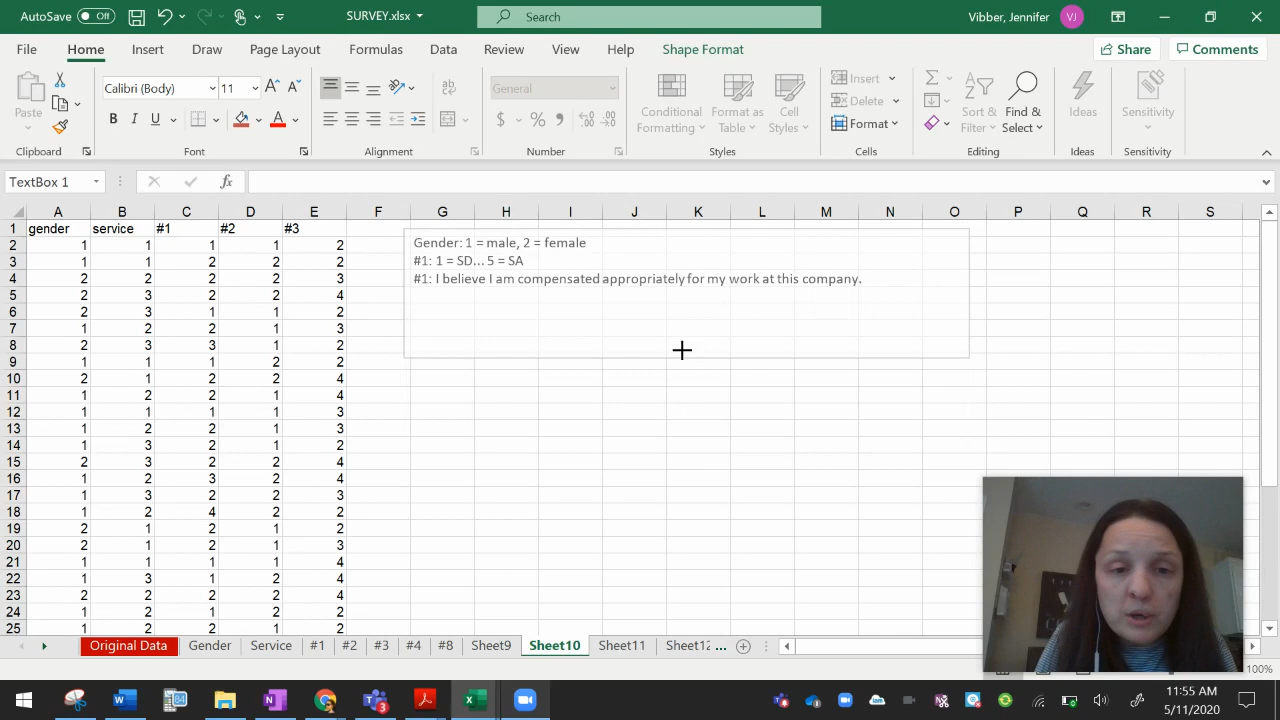 AutoSave Off SURVEY.xlsx Search Vibber, Jennifer VJ
File Home Insert Draw Page Layout Formulas Data Review View Help Shape Format Share Comments
Paste Calibri (Body) 11 General Conditional Formatting Format as Table Cell Styles Insert Delete Format Sort & Filter Find & Select Ideas Sensitivity
Clipboard Font Alignment Number Styles Cells Editing Ideas Sensitivity
TextBox 1 fx
A B C D E F G H I J K L M N O P Q R S
1 gender service #1 #2 #3
2 1 1 1 1 2
3 1 1 2 2 2
4 2 2 2 2 3
5 2 3 2 2 4
6 2 3 1 1 2
7 1 2 2 1 3
8 2 3 3 1 2
9 1 1 1 2 2
10 2 1 2 2 4
11 1 2 2 1 4
12 1 1 1 1 3
13 1 2 2 1 3
14 1 3 2 1 2
15 2 3 2 2 4
16 1 2 3 2 4
17 1 3 2 2 3
18 1 2 4 2 2
19 2 1 2 1 2
20 2 1 2 1 3
21 1 1 1 1 4
22 1 3 1 2 4
23 2 2 2 2 4
24 1 2 1 2 2
25 1 2 2 1 2
Gender: 1 = male, 2 = female
#1: 1 = SD... 5 = SA
#1: I believe I am compensated appropriately for my work at this company.
Original Data Gender Service #1 #2 #3 #4 #8 Sheet9 Sheet10 Sheet11 Sheet12 ...
100%
11:55 AM
5/11/2020